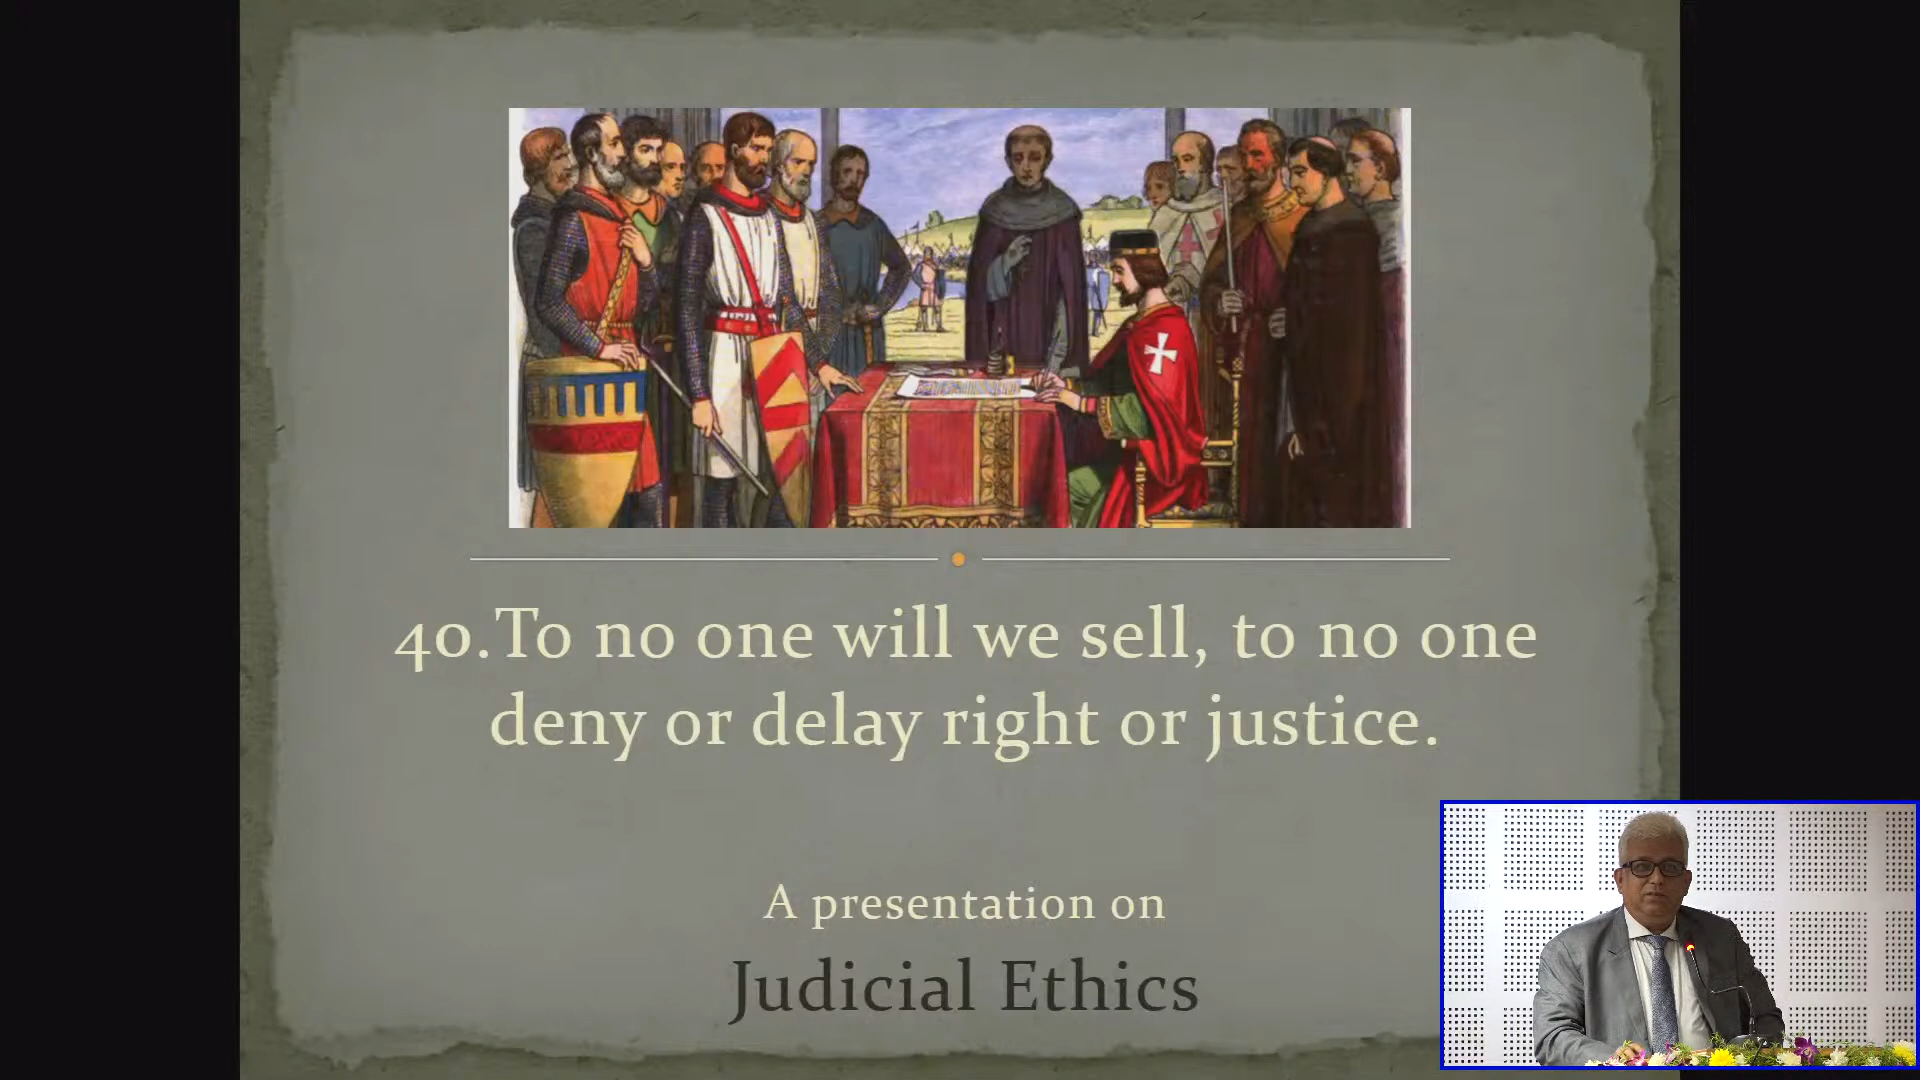 40.To no one will we sell, to no one
deny or delay right or justice.
A presentation on
Judicial Ethics